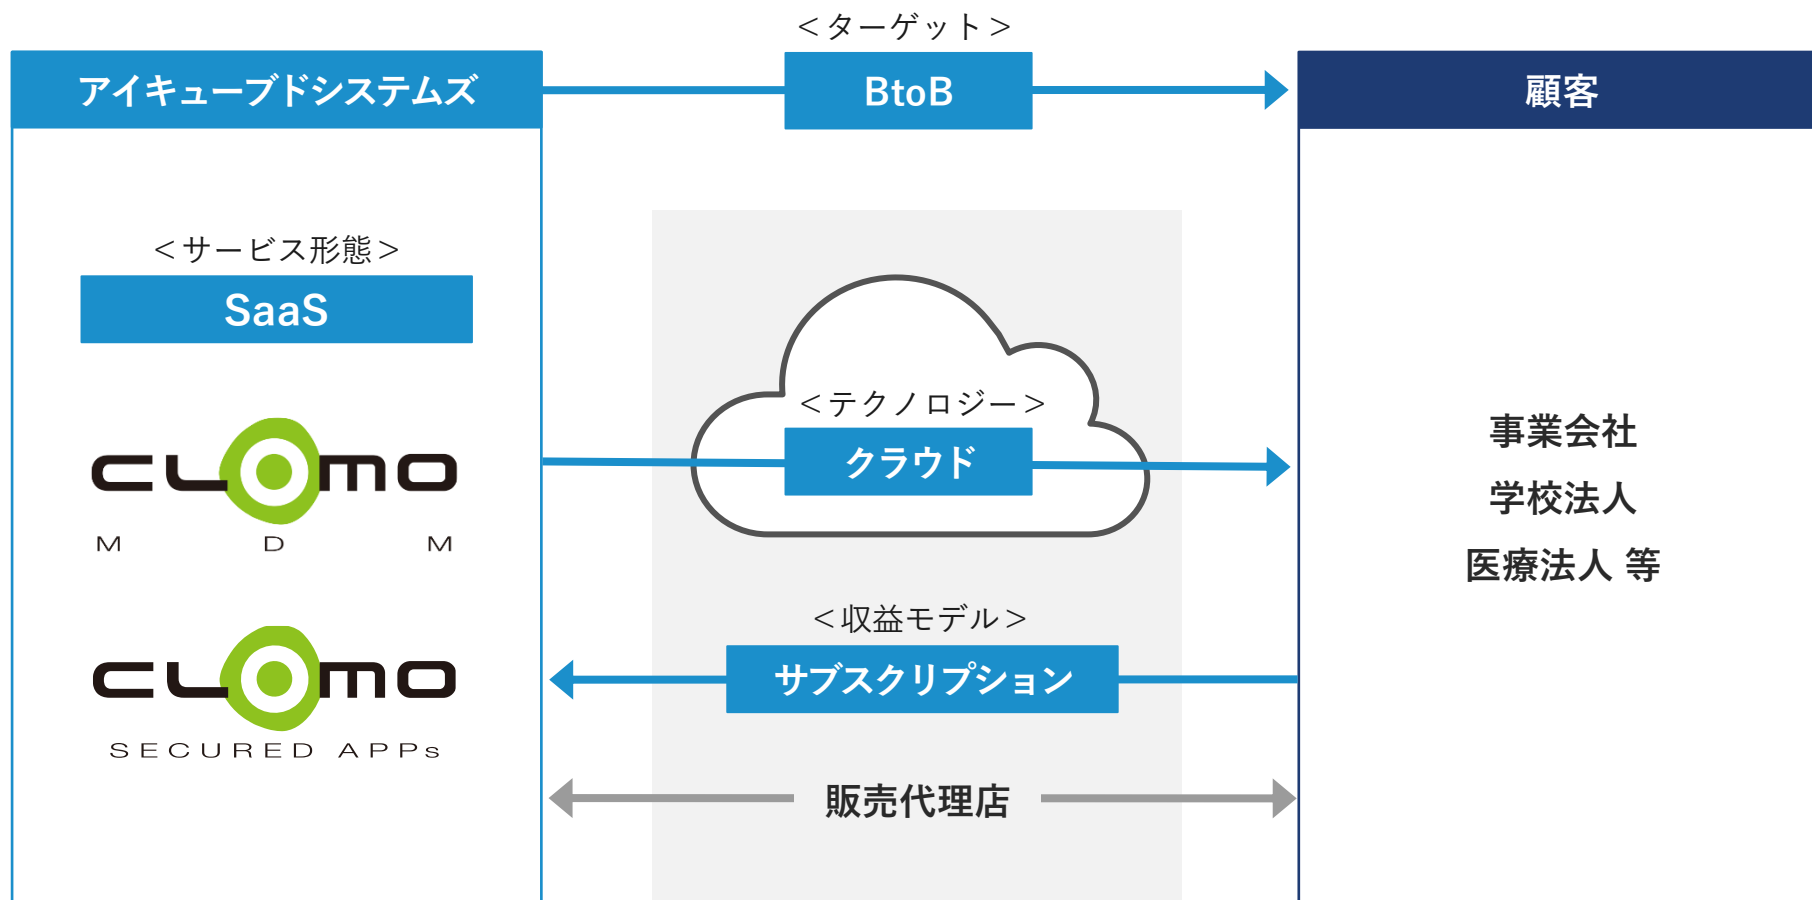 ＜ターゲット＞
アイキューブドシステムズ
BtoB
顧客
＜サービス形態＞
SaaS
CLOMO
M D M
＜テクノロジー＞
クラウド
事業会社
学校法人
医療法人 等
＜収益モデル＞
サブスクリプション
CLOMO
SECURED APPs
販売代理店